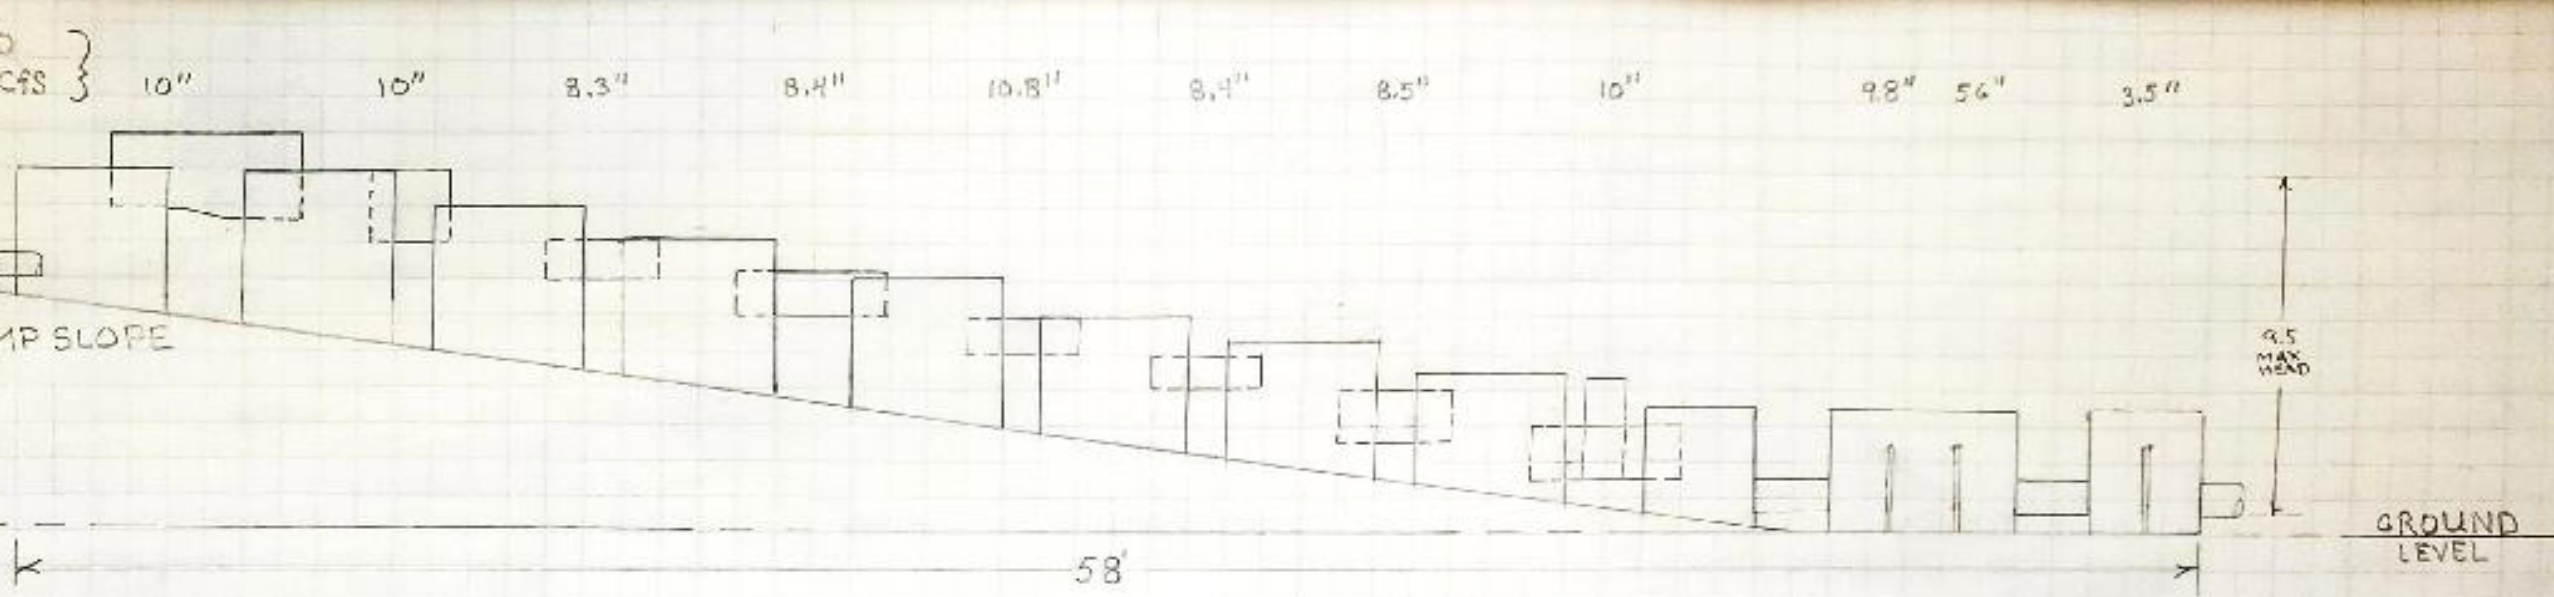 CFS } 10" 10" 8.3" 8.4" 10.8" 8.4" 8.5" 10" 9.8" 56" 3.5"
MP SLOPE
9.5
MAX
HEAD
GROUND
LEVEL
58'